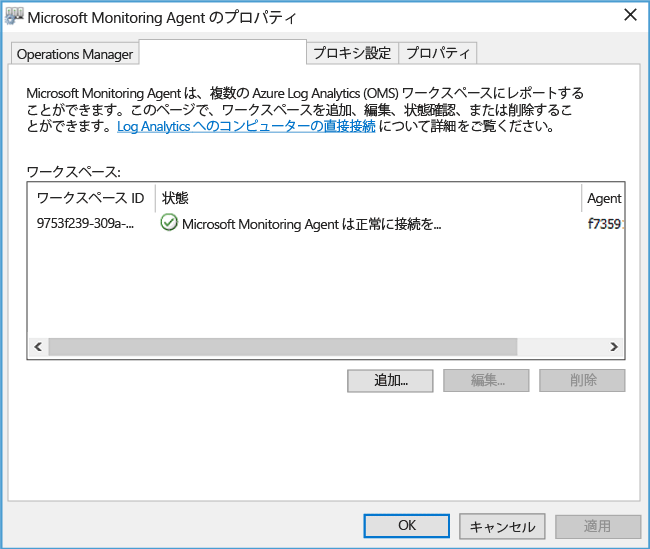 Microsoft Monitoring Agent のプロパティ
Operations Manager
プロキシ設定
プロパティ
Microsoft Monitoring Agent は、複数の Azure Log Analytics (OMS) ワークスペースにレポートする
ことができます。このページで、ワークスペースを追加、編集、状態確認、または削除するこ
とができます。Log Analytics へのコンピューターの直接接続 について詳細をご覧ください。
ワークスペース:
ワークスペース ID 状態 Agent
9753f239-309a-... Microsoft Monitoring Agent は正常に接続を... f7359
追加...
編集...
削除
OK
キャンセル
適用